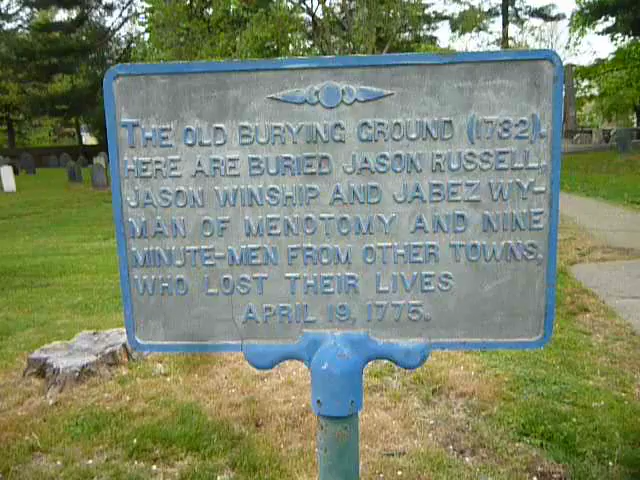 THE OLD BURYING GROUND (1732).
HERE ARE BURIED JASON RUSSELL,
JASON WINSHIP AND JABEZ WY-
MAN OF MENOTOMY AND NINE
MINUTE-MEN FROM OTHER TOWNS,
WHO LOST THEIR LIVES
APRIL 19, 1775.